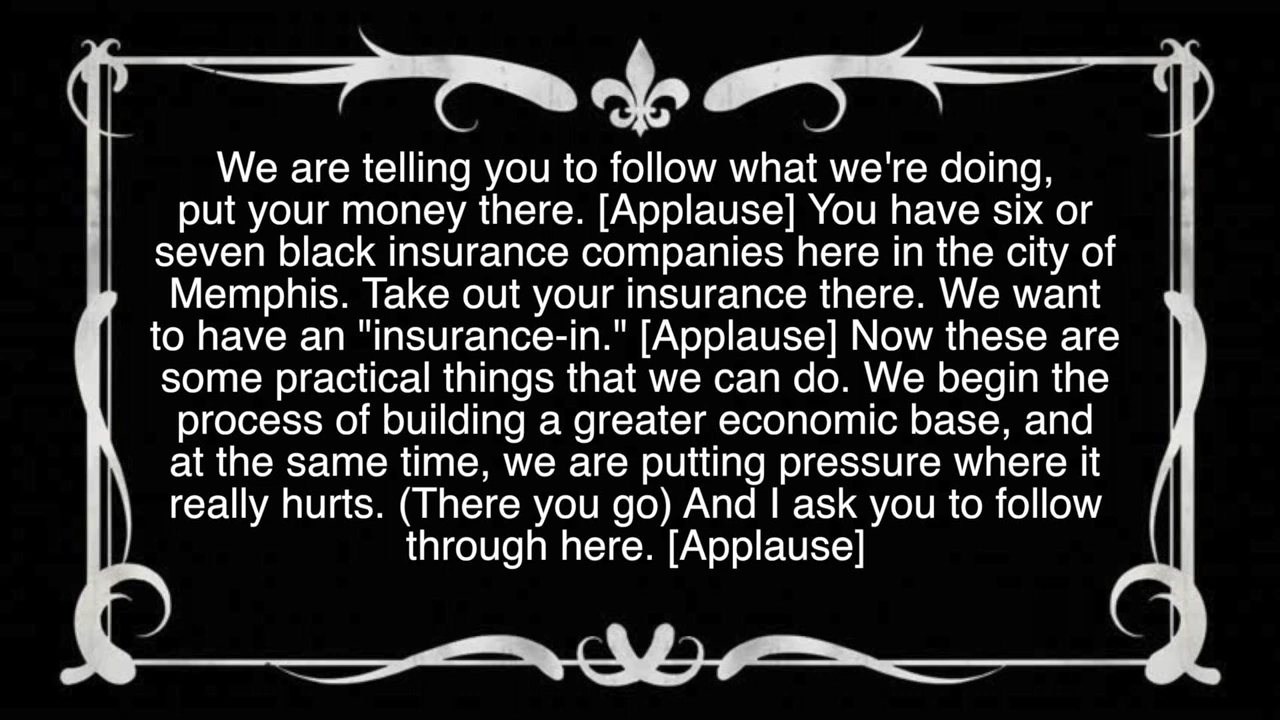 We are telling you to follow what we're doing,
put your money there. [Applause] You have six or
seven black insurance companies here in the city of
Memphis. Take out your insurance there. We want
to have an "insurance-in." [Applause] Now these are
some practical things that we can do. We begin the
process of building a greater economic base, and
at the same time, we are putting pressure where it
really hurts. (There you go) And I ask you to follow
through here. [Applause]